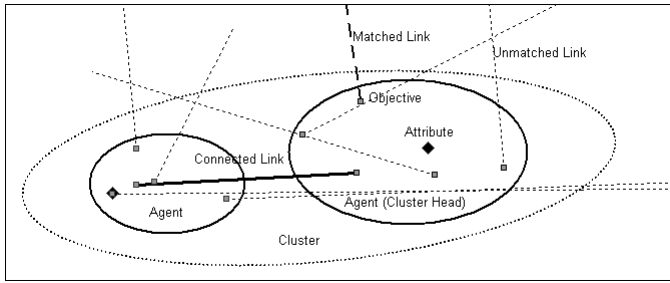 Matched Link
Unmatched Link
Objective
Attribute
Connected Link
Agent (Cluster Head)
Agent
Cluster